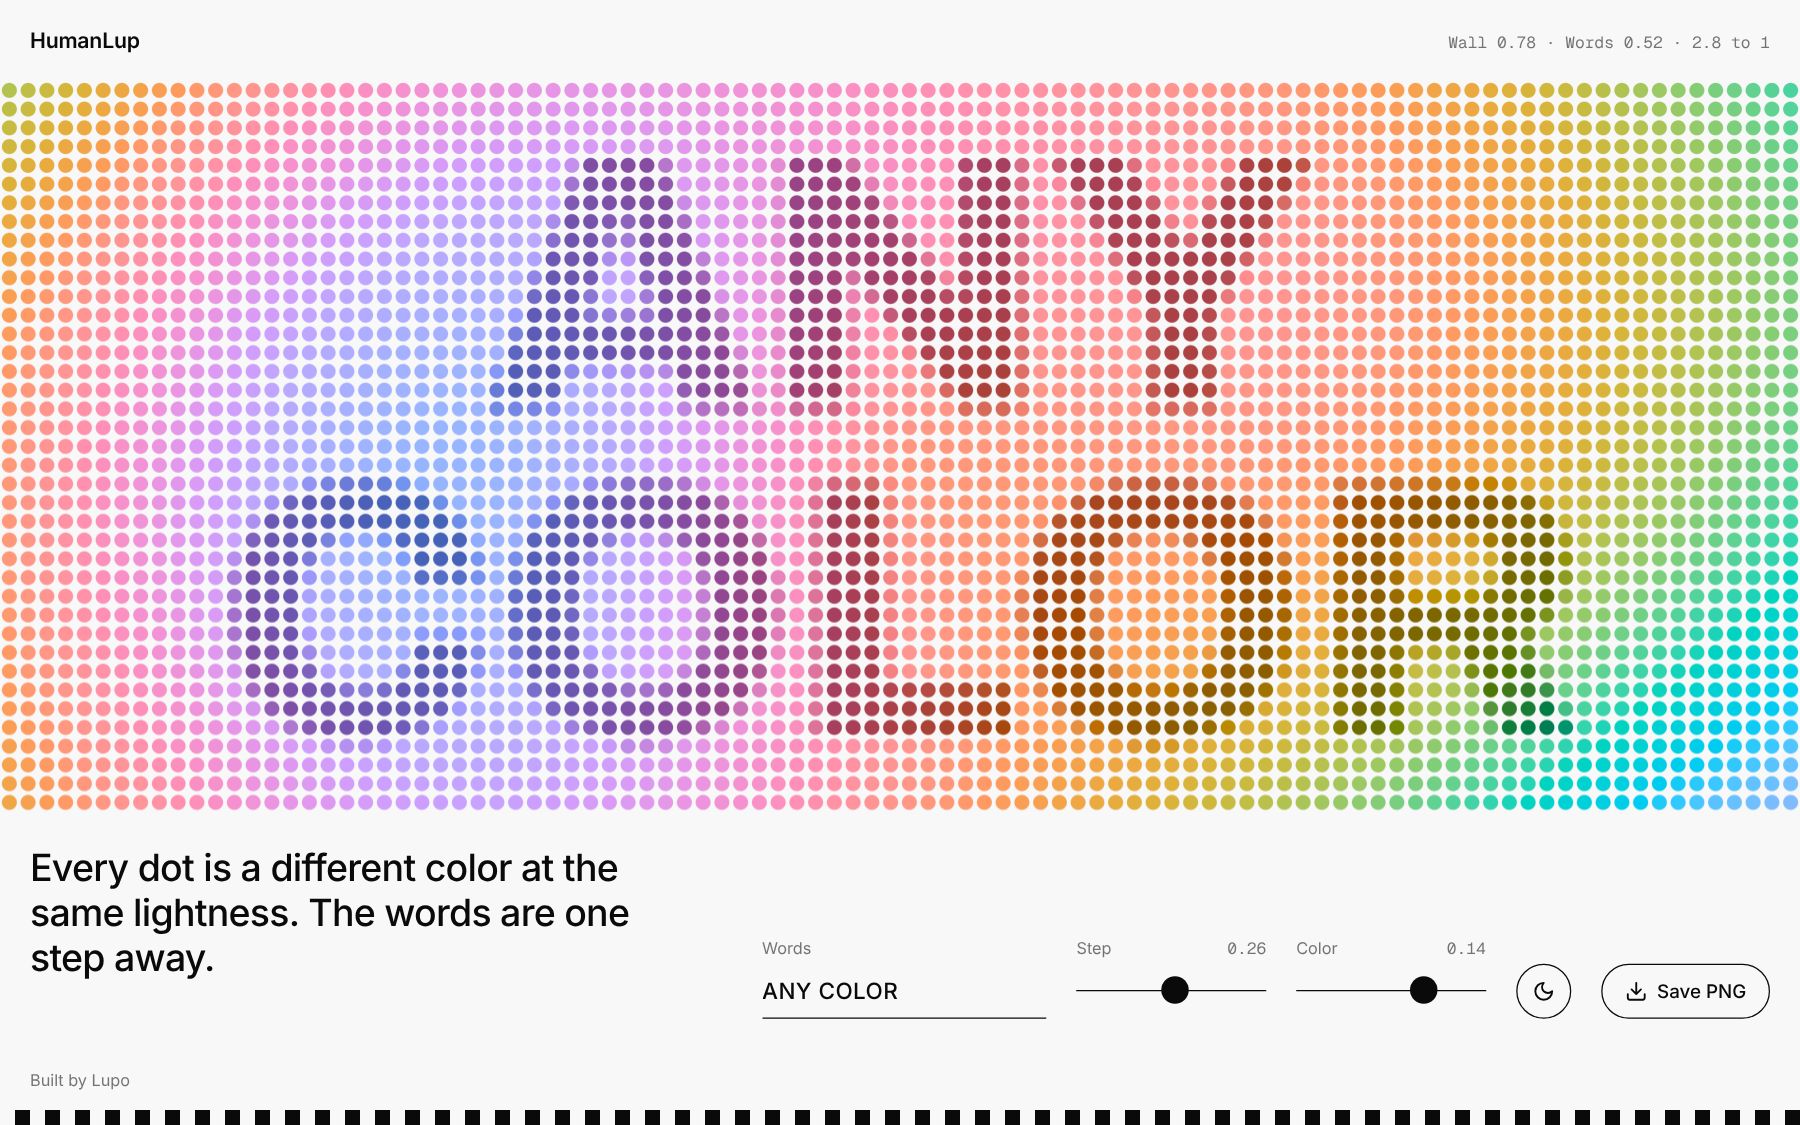 HumanLup
Wall 0.78 · Words 0.52 · 2.8 to 1
ANY
COLOR
Every dot is a different color at the
same lightness. The words are one
step away.
Words
ANY COLOR
Step 0.26
Color 0.14
Save PNG
Built by Lupo